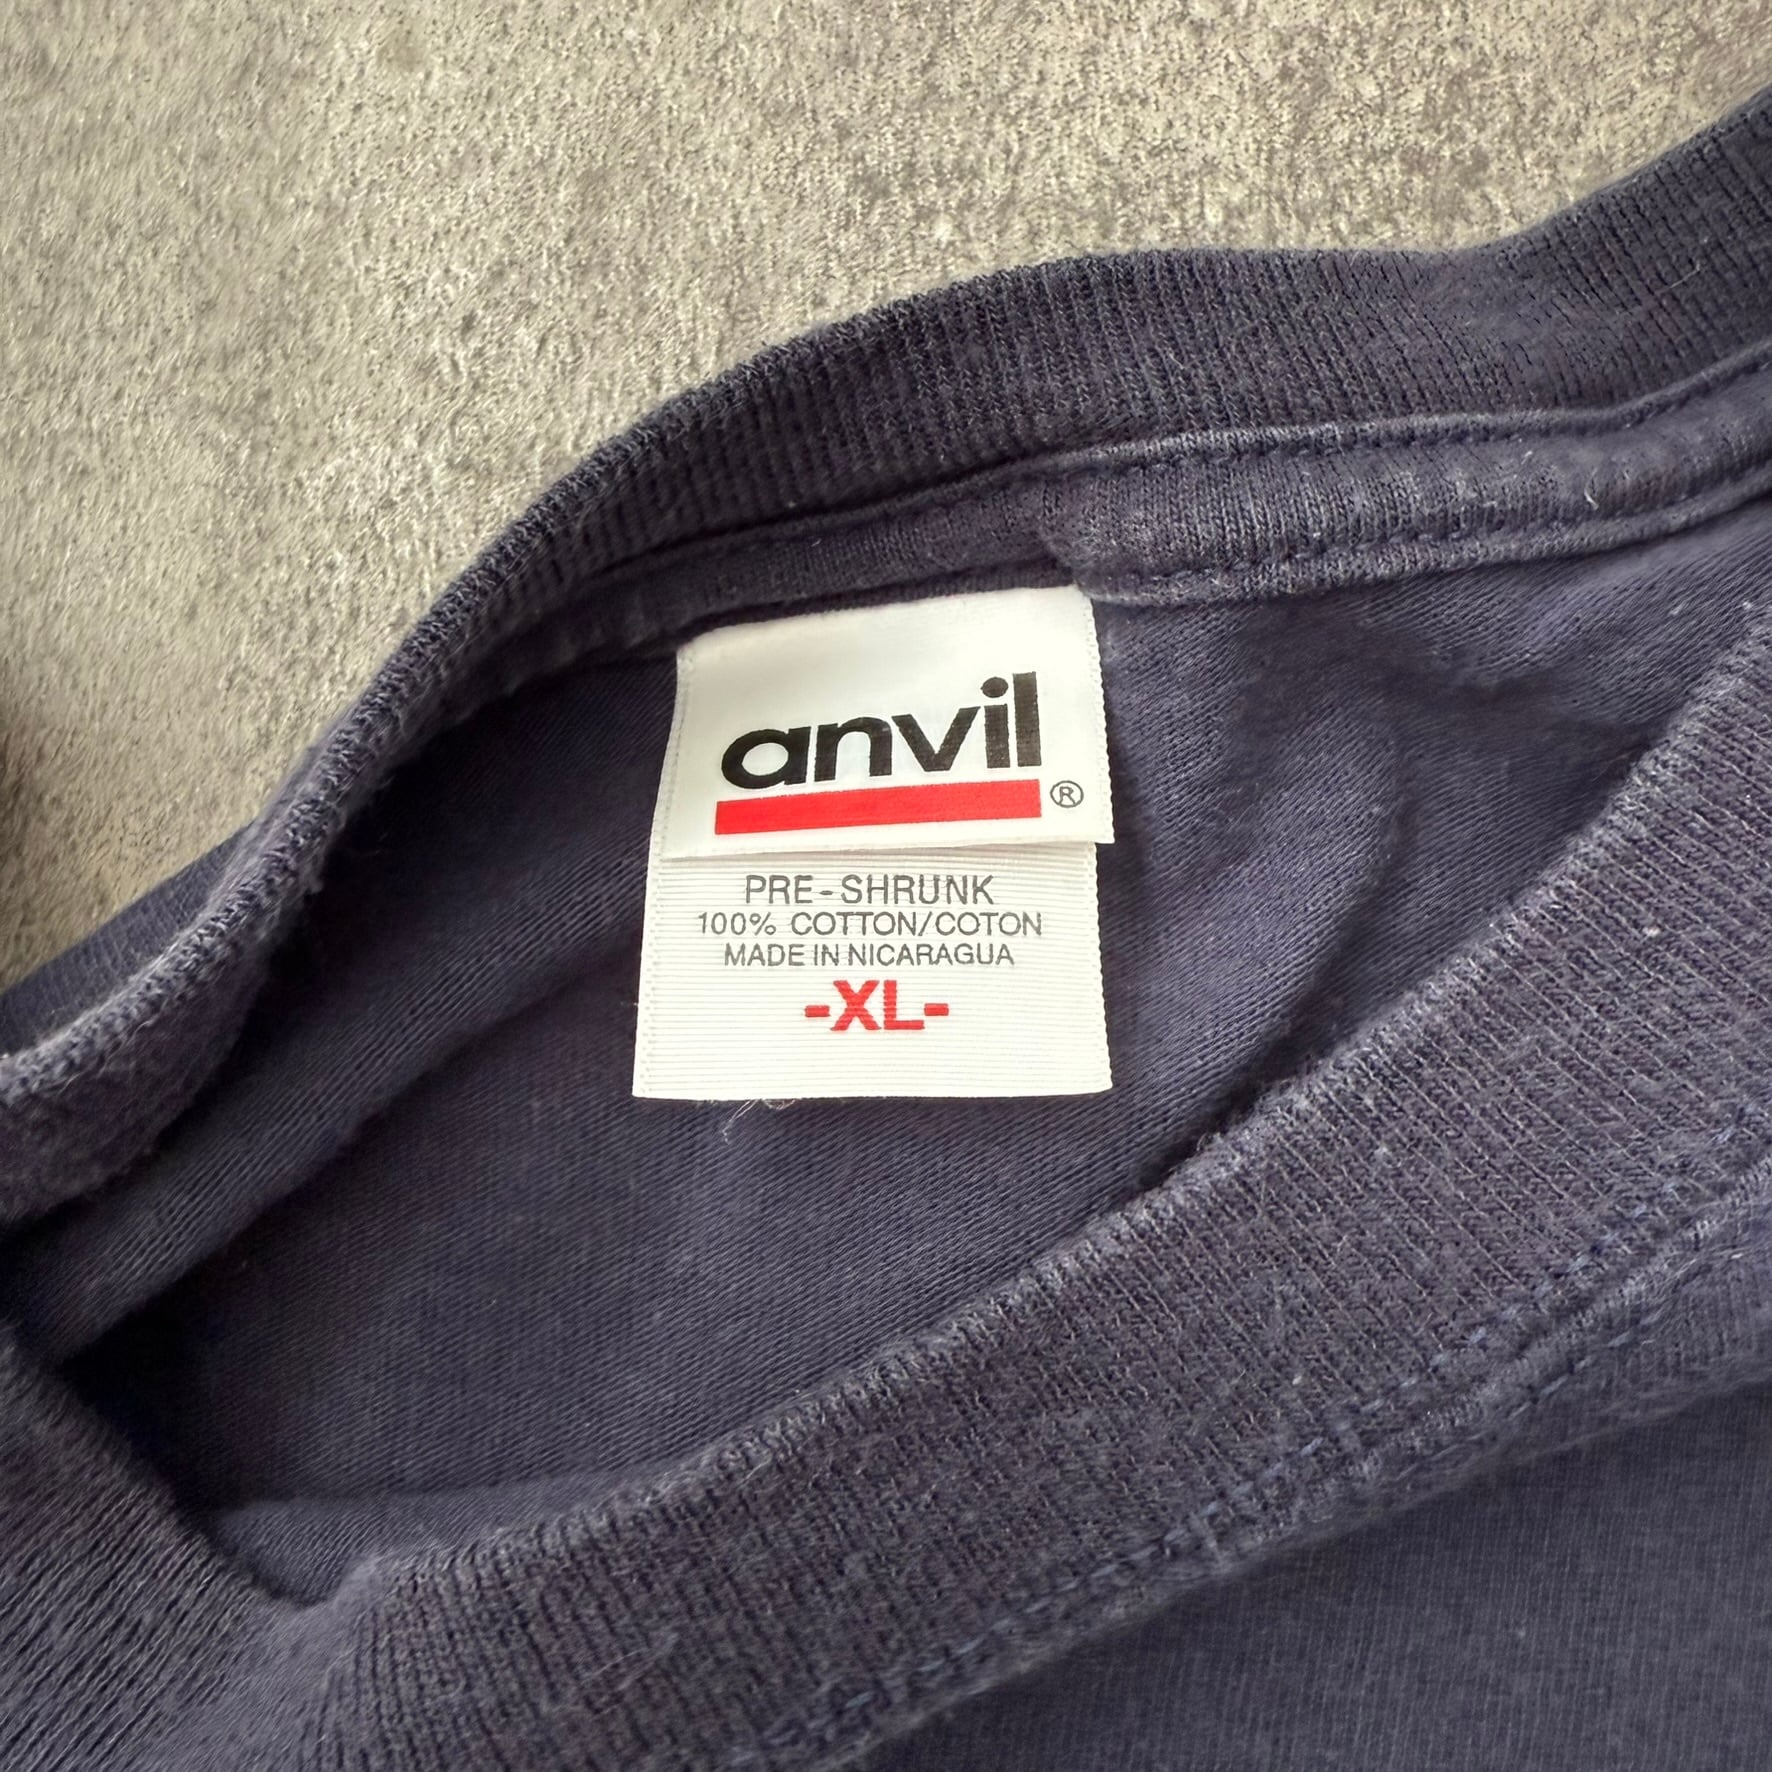 anvil
®
PRE-SHRUNK
100% COTTON/COTON
MADE IN NICARAGUA
-XL-